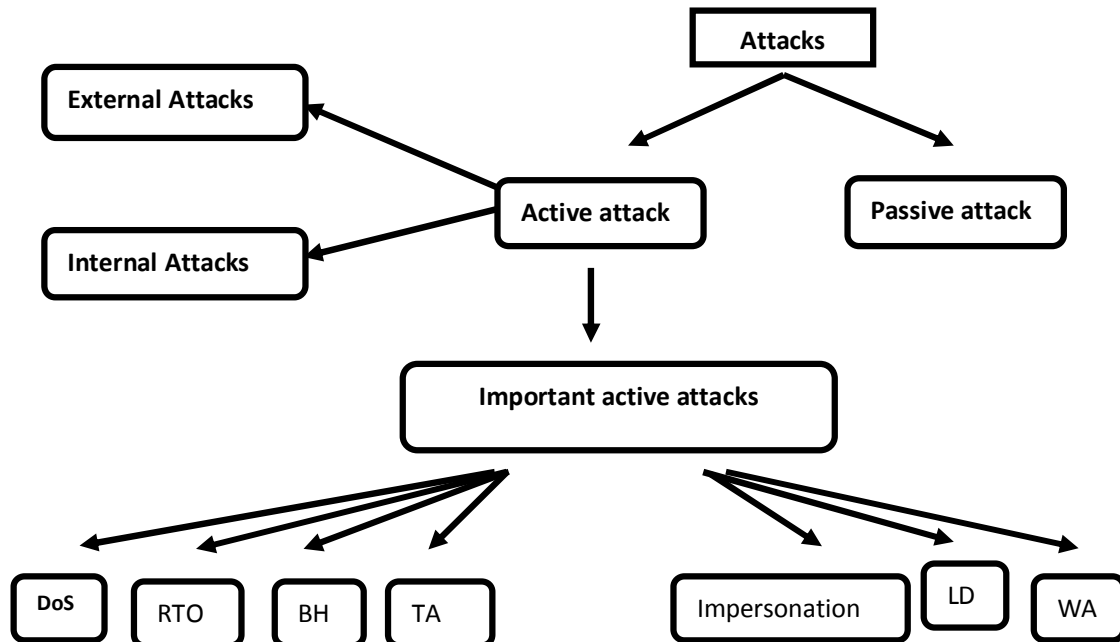 Attacks
External Attacks
Active attack
Passive attack
Internal Attacks
Important active attacks
DoS
RTO
BH
TA
Impersonation
LD
WA